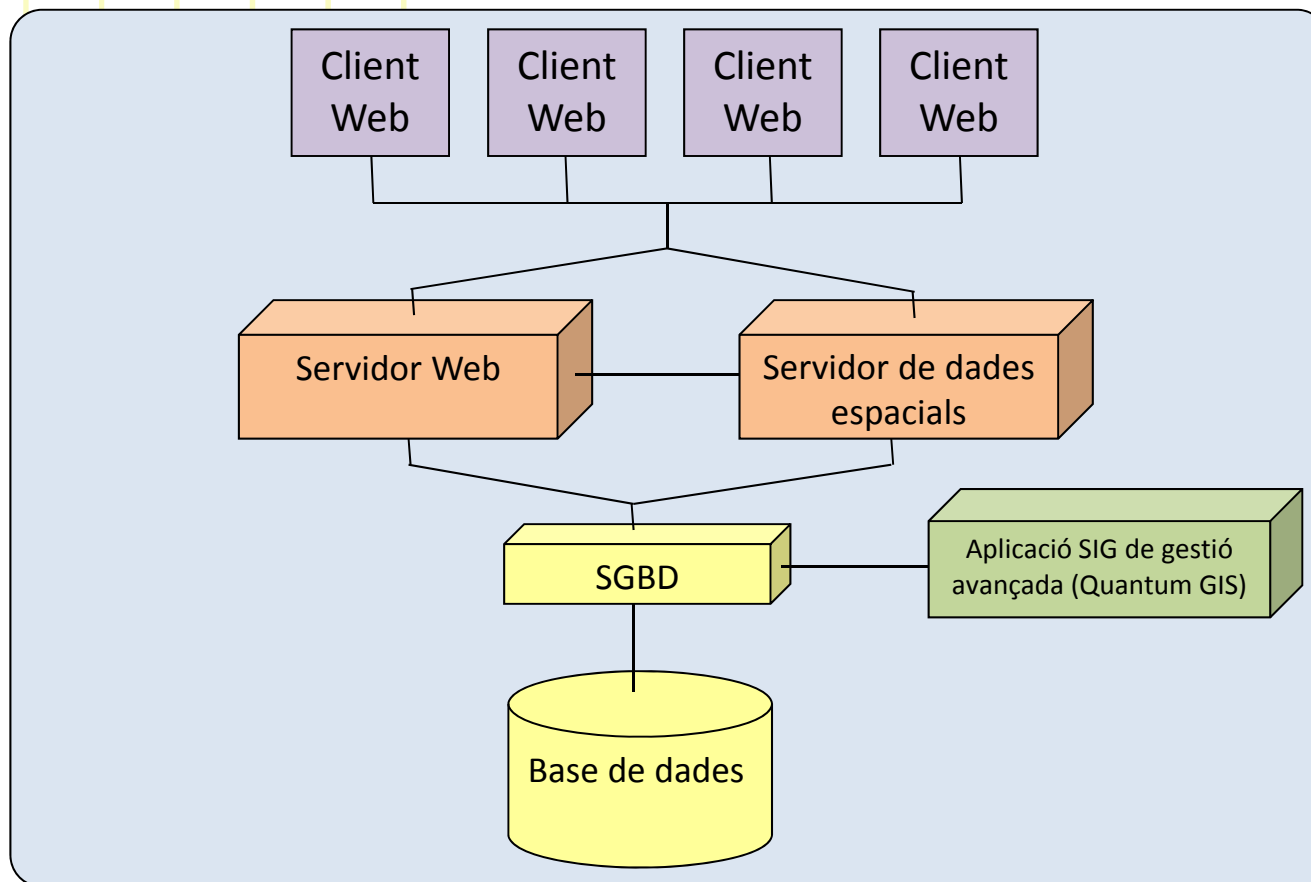 Client
Web
Client
Web
Client
Web
Client
Web
Servidor Web
Servidor de dades
espacials
SGBD
Aplicació SIG de gestió
avançada (Quantum GIS)
Base de dades